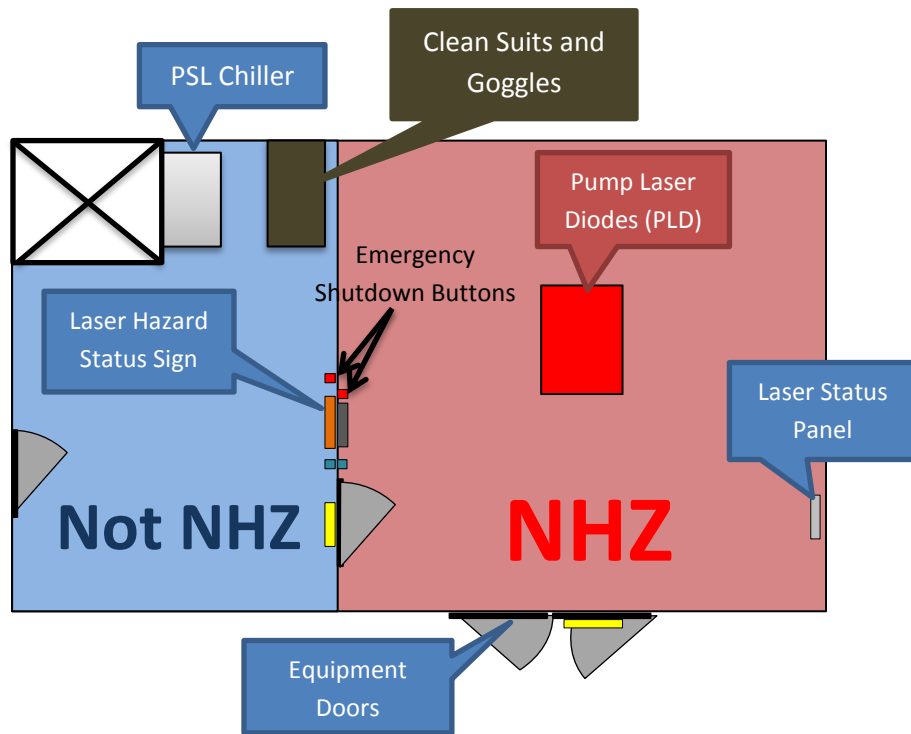 Clean Suits and
Goggles
PSL Chiller
Pump Laser
Diodes (PLD)
Emergency
Shutdown Buttons
Laser Hazard
Status Sign
Laser Status
Panel
Not NHZ
NHZ
Equipment
Doors